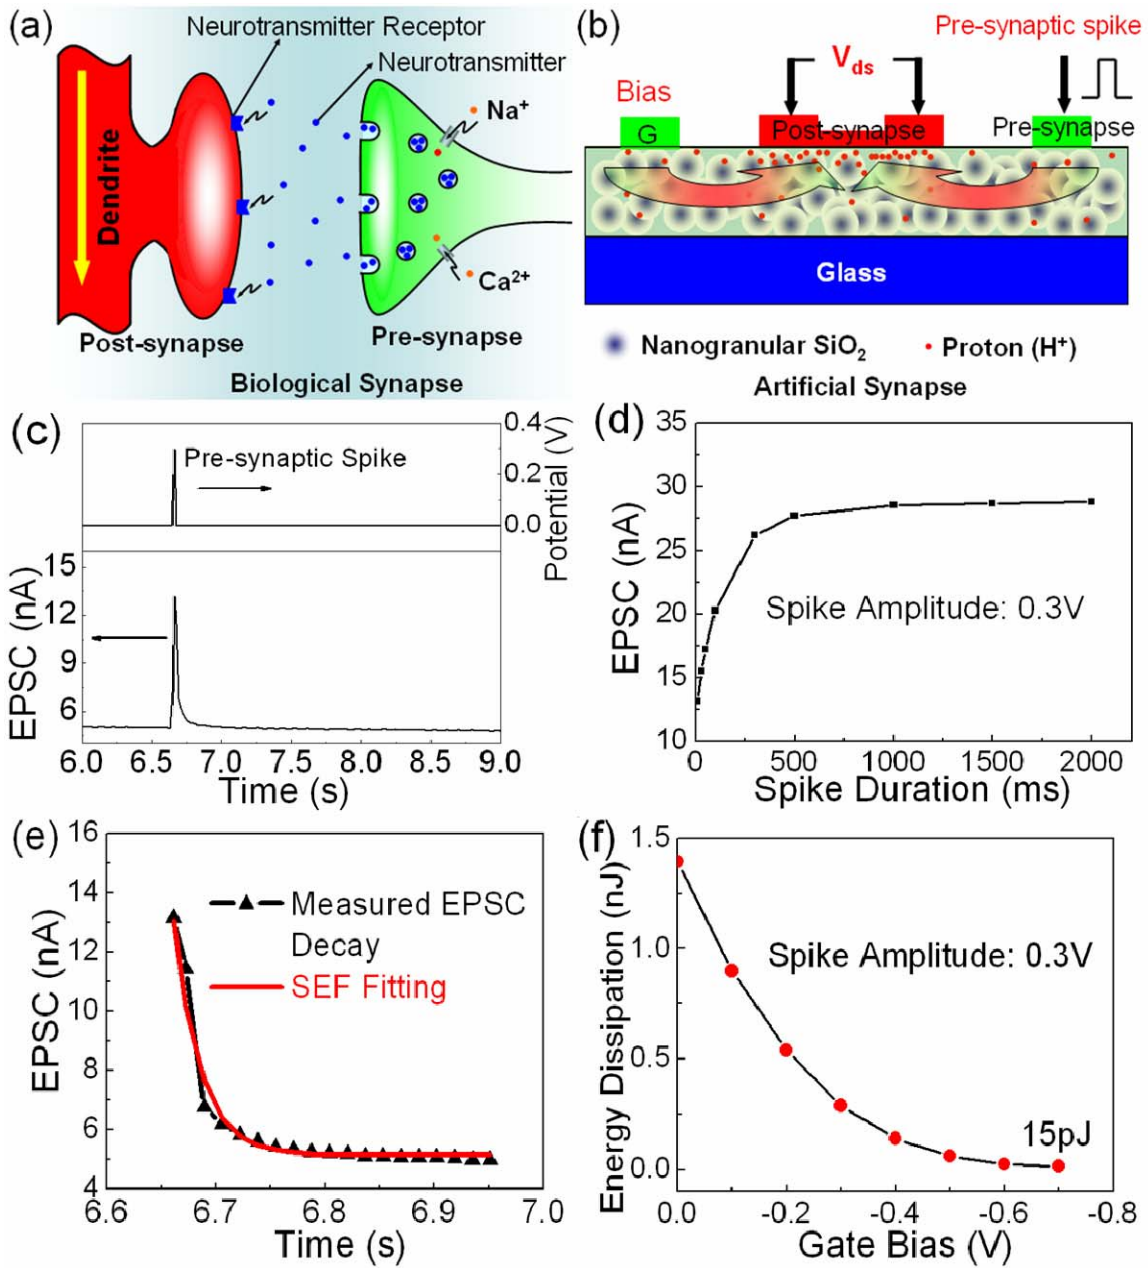 (a)
Neurotransmitter Receptor
Neurotransmitter
Na+
Dendrite
Ca2+
Post-synapse
Pre-synapse
Biological Synapse
(b)
Pre-synaptic spike
Vds
Bias
G
Post-synapse
Pre-synapse
Glass
Nanogranular SiO2
Proton (H+)
Artificial Synapse
(c)
Pre-synaptic Spike
0.4
0.2
0.0
Potential (V)
15
12
9
6
EPSC (nA)
6.0 6.5 7.0 7.5 8.0 8.5 9.0
Time (s)
(d)
35
30
25
20
15
10
EPSC (nA)
Spike Amplitude: 0.3V
0 500 1000 1500 2000
Spike Duration (ms)
(e)
16
14
12
10
8
6
4
EPSC (nA)
Measured EPSC
Decay
SEF Fitting
6.6 6.7 6.8 6.9 7.0
Time (s)
(f)
1.5
1.0
0.5
0.0
Energy Dissipation (nJ)
Spike Amplitude: 0.3V
15pJ
0.0 -0.2 -0.4 -0.6 -0.8
Gate Bias (V)